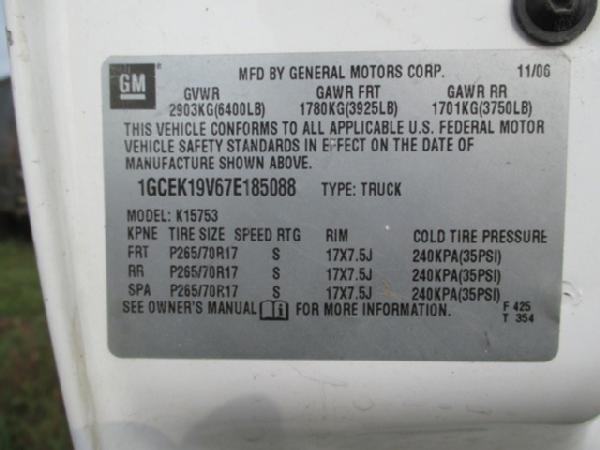 GM
MFD BY GENERAL MOTORS CORP. 11/06
GVWR GAWR FRT GAWR RR
2903KG(6400LB) 1780KG(3925LB) 1701KG(3750LB)
THIS VEHICLE CONFORMS TO ALL APPLICABLE U.S. FEDERAL MOTOR
VEHICLE SAFETY STANDARDS IN EFFECT ON THE DATE OF
MANUFACTURE SHOWN ABOVE.
1GCEK19V67E185088 TYPE: TRUCK
MODEL: K15753
KPNE TIRE SIZE SPEED RTG RIM COLD TIRE PRESSURE
FRT P265/70R17 S 17X7.5J 240KPA(35PSI)
RR P265/70R17 S 17X7.5J 240KPA(35PSI)
SPA P265/70R17 S 17X7.5J 240KPA(35PSI)
SEE OWNER'S MANUAL FOR MORE INFORMATION. F 425
T 354